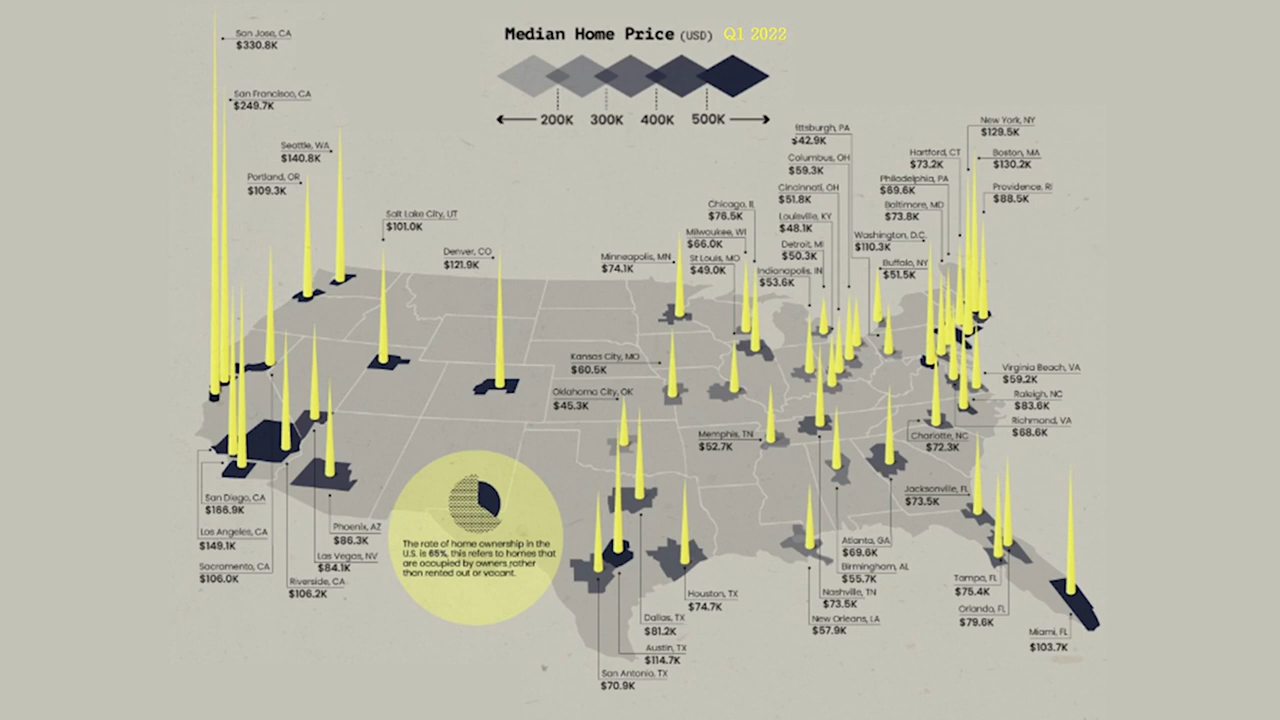 Median Home Price (USD) Q1 2022
200K 300K 400K 500K
San Jose, CA
$330.8K
San Francisco, CA
$249.7K
Seattle, WA
$140.8K
Portland, OR
$109.3K
Salt Lake City, UT
$101.0K
Denver, CO
$121.9K
Minneapolis, MN
$74.1K
Chicago, IL
$76.5K
Milwaukee, WI
$66.0K
St Louis, MO
$49.0K
ittsburgh, PA
$42.9K
Columbus, OH
$59.3K
Cincinnati, OH
$51.8K
Louisville, KY
$48.1K
Detroit, MI
$50.3K
Indianapolis, IN
$53.6K
New York, NY
$129.5K
Hartford, CT
$73.2K
Boston, MA
$130.2K
Philadelphia, PA
$69.6K
Providence, RI
$88.5K
Baltimore, MD
$73.8K
Washington, D.C.
$110.3K
Buffalo, NY
$51.5K
Kansas City, MO
$60.5K
Oklahoma City, OK
$45.3K
Memphis, TN
$52.7K
Virginia Beach, VA
$59.2K
Raleigh, NC
$83.6K
Richmond, VA
$68.6K
Charlotte, NC
$72.3K
Jacksonville, FL
$73.5K
San Diego, CA
$166.9K
Los Angeles, CA
$149.1K
Sacramento, CA
$106.0K
Phoenix, AZ
$86.3K
Las Vegas, NV
$84.1K
Riverside, CA
$106.2K
The rate of home ownership in the
U.S. is 65%, this refers to homes that
are occupied by owners rather
than rented out or vacant.
Atlanta, GA
$69.6K
Birmingham, AL
$55.7K
Nashville, TN
$73.5K
New Orleans, LA
$57.9K
Houston, TX
$74.7K
Dallas, TX
$81.2K
Austin, TX
$114.7K
San Antonio, TX
$70.9K
Tampa, FL
$75.4K
Orlando, FL
$79.6K
Miami, FL
$103.7K